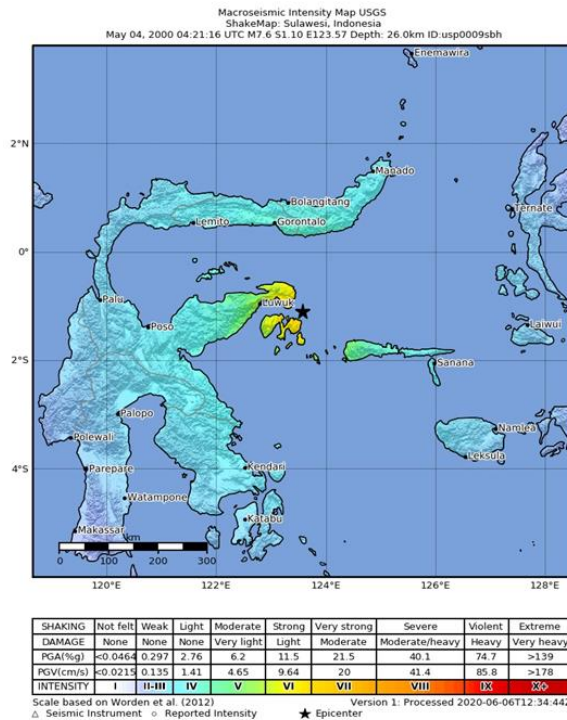 Macroseismic Intensity Map USGS
ShakeMap: Sulawesi, Indonesia
May 04, 2000 04:21:16 UTC M7.6 S1.10 E123.57 Depth: 26.0km ID:usp0009sbh
Enemawira
2°N
Manado
Bolangitang
Ternate
Lemito
Gorontalo
0°
Palu
Luwuk
Poso
Laiwui
2°S
Sanana
Palopo
Namlea
Polewali
Leksula
4°S
Parepare
Kendari
Watampone
Katabu
Makassar
km
0 100 200 300
120°E 122°E 124°E 126°E 128°E
SHAKING Not felt Weak Light Moderate Strong Very strong Severe Violent Extreme
DAMAGE None None None Very light Light Moderate Moderate/heavy Heavy Very heavy
PGA(%g) <0.0464 0.297 2.76 6.2 11.5 21.5 40.1 74.7 >139
PGV(cm/s) <0.0215 0.135 1.41 4.65 9.64 20 41.4 85.8 >178
INTENSITY I II-III IV V VI VII VIII IX X+
Scale based on Worden et al. (2012) Version 1: Processed 2020-06-06T12:34:44Z
△ Seismic Instrument ○ Reported Intensity ★ Epicenter